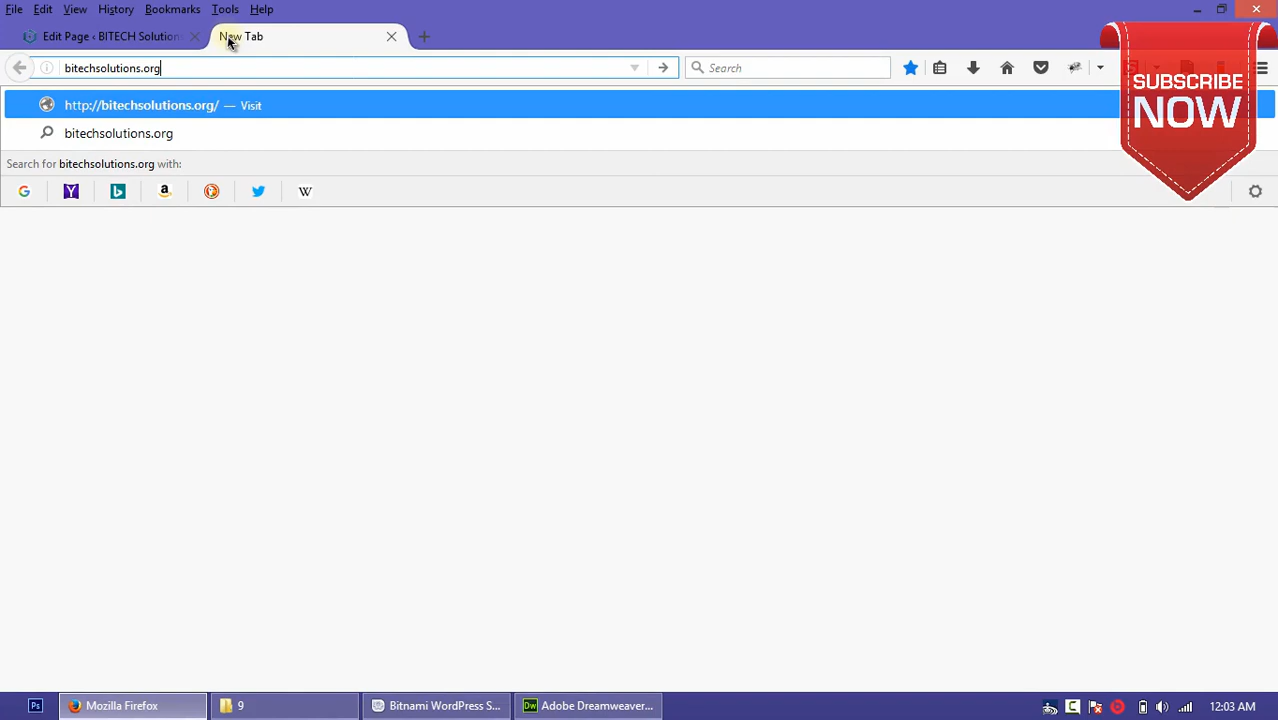 File Edit View History Bookmarks Tools Help
Edit Page ‹ BITECH Solution
New Tab
bitechsolutions.org
Search
http://bitechsolutions.org/ — Visit
bitechsolutions.org
Search for bitechsolutions.org with:
SUBSCRIBE
NOW
Mozilla Firefox
9
Bitnami WordPress S...
Adobe Dreamweaver...
12:03 AM